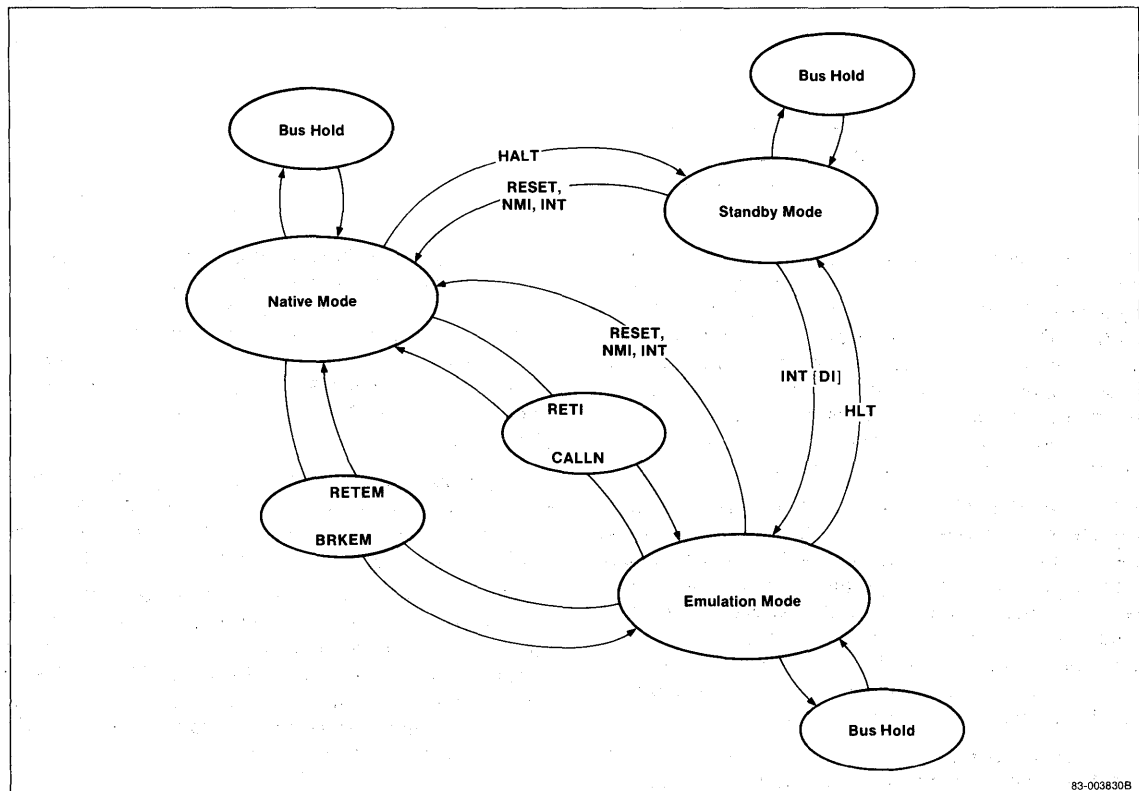 Bus Hold
Bus Hold
HALT
RESET,
NMI, INT
Standby Mode
Native Mode
RESET,
NMI, INT
INT [DI]
HLT
RETI
CALLN
RETEM
BRKEM
Emulation Mode
Bus Hold
83-003830B